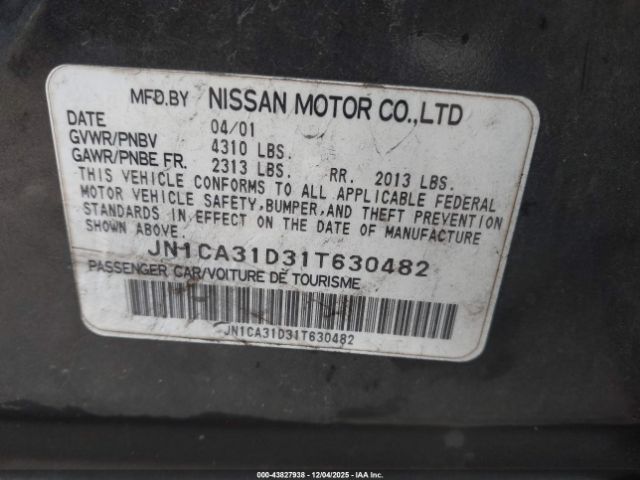 MFD.BY NISSAN MOTOR CO.,LTD
DATE 04/01
GVWR/PNBV 4310 LBS.
GAWR/PNBE FR. 2313 LBS. RR. 2013 LBS.
THIS VEHICLE CONFORMS TO ALL APPLICABLE FEDERAL
MOTOR VEHICLE SAFETY, BUMPER, AND THEFT PREVENTION
STANDARDS IN EFFECT ON THE DATE OF MANUFACTURE
SHOWN ABOVE.
JN1CA31D31T630482
PASSENGER CAR/VOITURE DE TOURISME
JN1CA31D31T630482
000-43827938 | 12/04/2025 | IAA Inc.